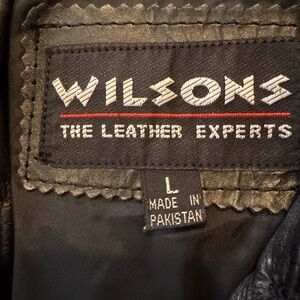 WILSONS
THE LEATHER EXPERTS
L
MADE IN
PAKISTAN